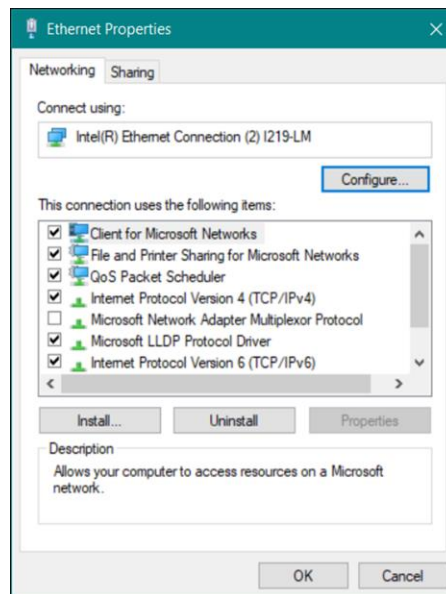 Ethernet Properties
Networking
Sharing
Connect using:
Intel(R) Ethernet Connection (2) I219-LM
Configure...
This connection uses the following items:
Client for Microsoft Networks
File and Printer Sharing for Microsoft Networks
QoS Packet Scheduler
Internet Protocol Version 4 (TCP/IPv4)
Microsoft Network Adapter Multiplexor Protocol
Microsoft LLDP Protocol Driver
Internet Protocol Version 6 (TCP/IPv6)
Install...
Uninstall
Properties
Description
Allows your computer to access resources on a Microsoft
network.
OK
Cancel